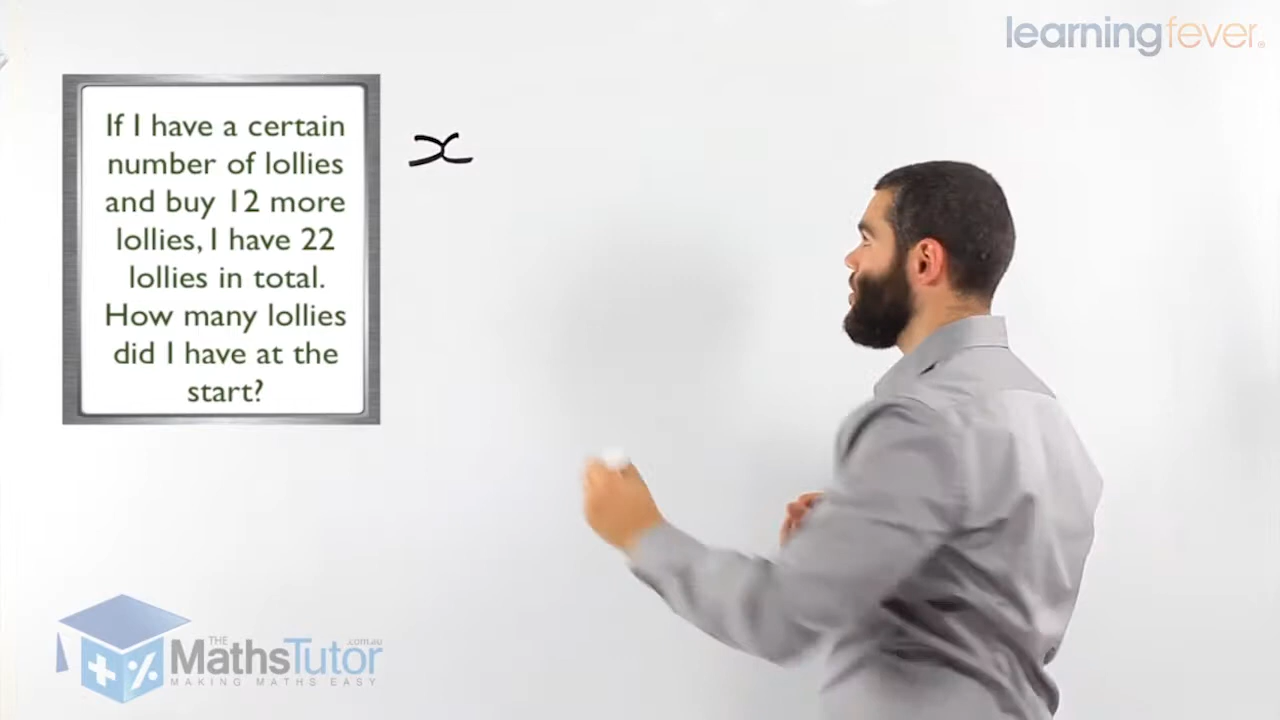 learningfever
If I have a certain
number of lollies
and buy 12 more
lollies, I have 22
lollies in total.
How many lollies
did I have at the
start?
x
THE MathsTutor .com.au
MAKING MATHS EASY